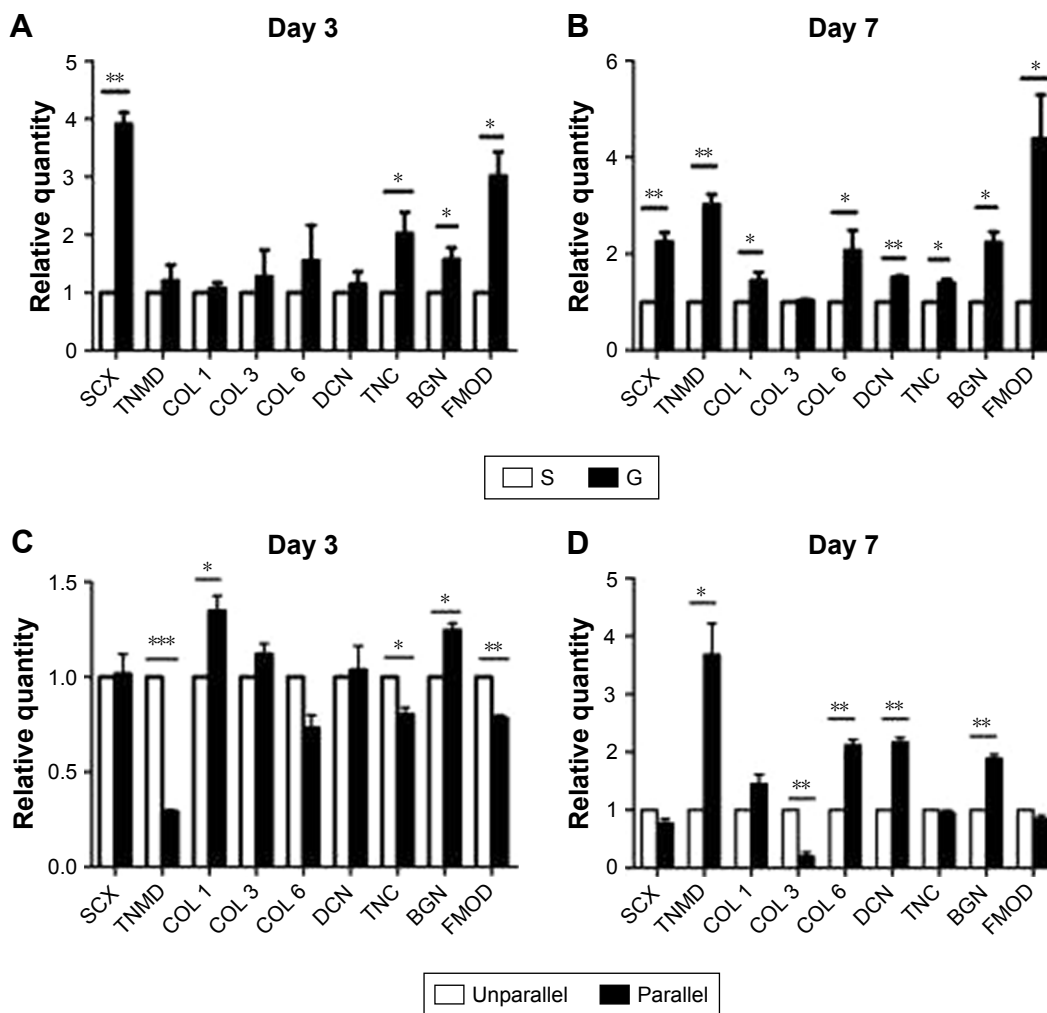 A
Day 3
B
Day 7
Relative quantity
5
4
3
2
1
0
**
*
*
*
SCX
TNMD
COL 1
COL 3
COL 6
DCN
TNC
BGN
FMOD
Relative quantity
6
4
2
0
**
**
*
*
**
*
*
*
SCX
TNMD
COL 1
COL 3
COL 6
DCN
TNC
BGN
FMOD
S G
C
Day 3
D
Day 7
Relative quantity
1.5
1.0
0.5
0.0
***
*
*
*
**
SCX
TNMD
COL 1
COL 3
COL 6
DCN
TNC
BGN
FMOD
Relative quantity
5
4
3
2
1
0
*
**
**
**
**
SCX
TNMD
COL 1
COL 3
COL 6
DCN
TNC
BGN
FMOD
Unparallel Parallel